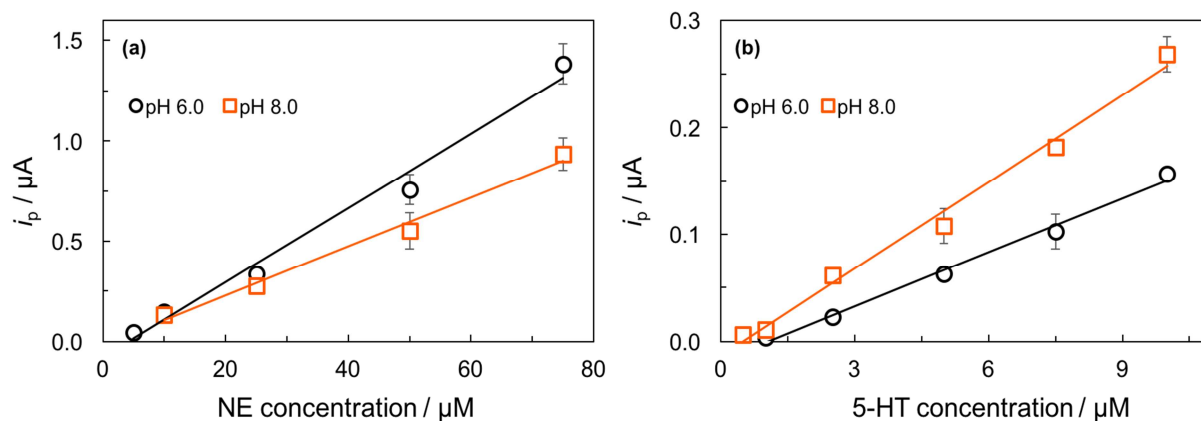 (a)
pH 6.0 pH 8.0
1.5
1.0
0.5
0.0
0 20 40 60 80
NE concentration / μM
iₚ / μA
(b)
pH 6.0 pH 8.0
0.3
0.2
0.1
0.0
0 3 6 9
5-HT concentration / μM
iₚ / μA